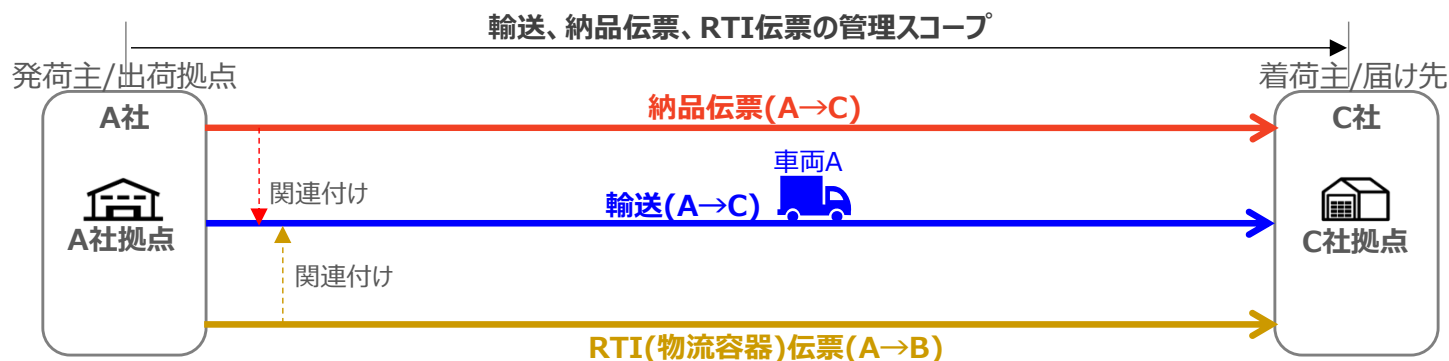 輸送、納品伝票、RTI伝票の管理スコープ
発荷主/出荷拠点
着荷主/届け先
A社
納品伝票(A→C)
C社
車両A
関連付け
輸送(A→C)
A社拠点
C社拠点
関連付け
RTI(物流容器)伝票(A→B)